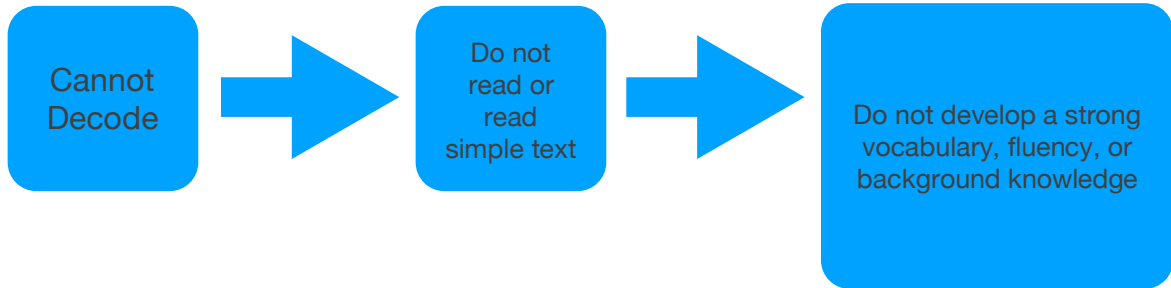 Cannot
Decode
Do not
read or
read
simple text
Do not develop a strong
vocabulary, fluency, or
background knowledge